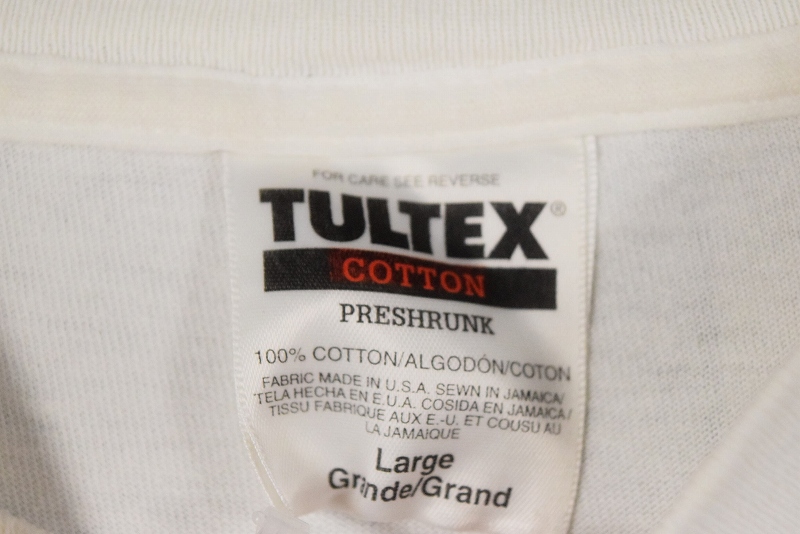 FOR CARE SEE REVERSE
TULTEX®
COTTON
PRESHRUNK
100% COTTON/ALGODÓN/COTON
FABRIC MADE IN U.S.A. SEWN IN JAMAICA/
TELA HECHA EN E.U.A. COSIDA EN JAMAICA/
TISSU FABRIQUE AUX E.-U. ET COUSU AU
LA JAMAIQUE
Large
Grande/Grand